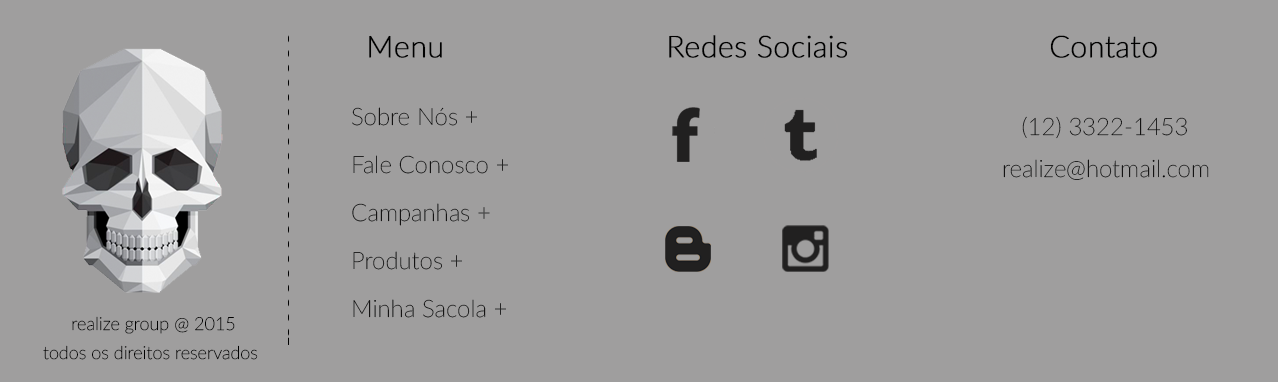 realize group @ 2015
todos os direitos reservados
Menu
Sobre Nós +
Fale Conosco +
Campanhas +
Produtos +
Minha Sacola +
Redes Sociais
Contato
(12) 3322-1453
realize@hotmail.com